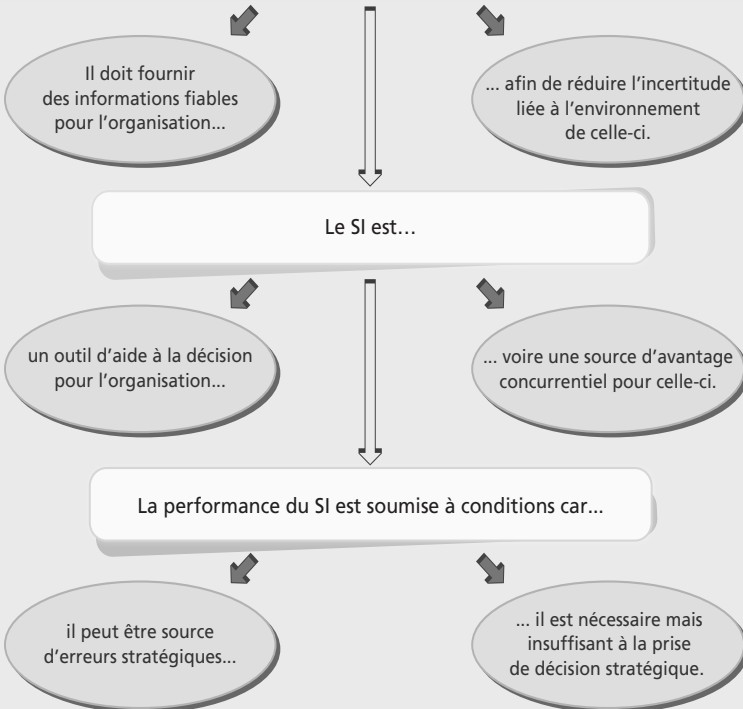 Il doit fournir
des informations fiables
pour l'organisation...
... afin de réduire l'incertitude
liée à l'environnement
de celle-ci.
Le SI est…
un outil d'aide à la décision
pour l'organisation...
... voire une source d'avantage
concurrentiel pour celle-ci.
La performance du SI est soumise à conditions car...
il peut être source
d'erreurs stratégiques...
... il est nécessaire mais
insuffisant à la prise
de décision stratégique.